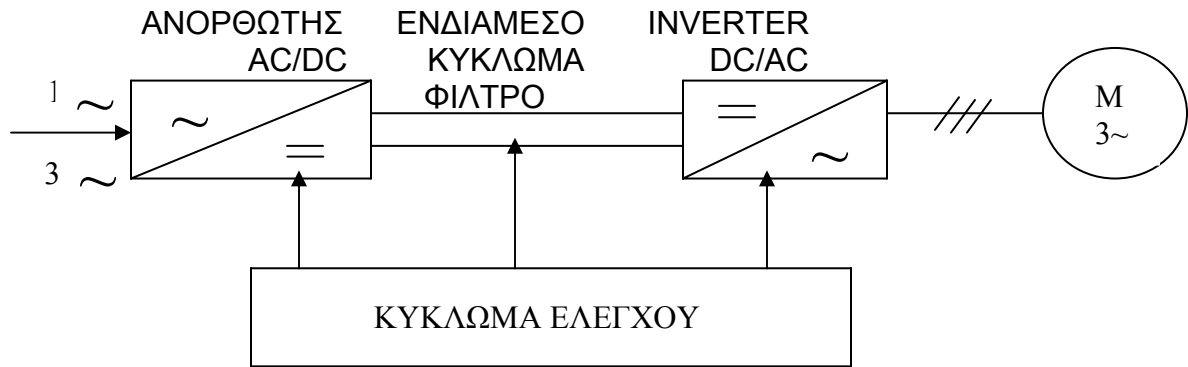 ΑΝΟΡΘΩΤΗΣ
AC/DC
ΕΝΔΙΑΜΕΣΟ
ΚΥΚΛΩΜΑ
ΦΙΛΤΡΟ
INVERTER
DC/AC
1 ~
3 ~
~
=
=
~
M
3~
ΚΥΚΛΩΜΑ ΕΛΕΓΧΟΥ